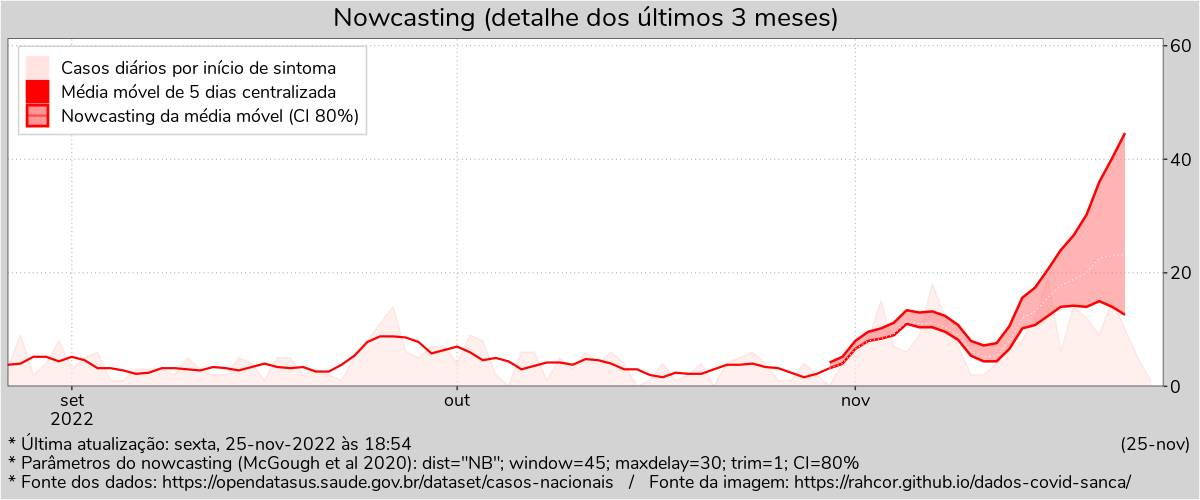 Nowcasting (detalhe dos últimos 3 meses)
Casos diários por início de sintoma
Média móvel de 5 dias centralizada
Nowcasting da média móvel (CI 80%)
60
40
20
0
set
2022
out
nov
* Última atualização: sexta, 25-nov-2022 às 18:54
(25-nov)
* Parâmetros do nowcasting (McGough et al 2020): dist="NB"; window=45; maxdelay=30; trim=1; CI=80%
* Fonte dos dados: https://opendatasus.saude.gov.br/dataset/casos-nacionais / Fonte da imagem: https://rahcor.github.io/dados-covid-sanca/